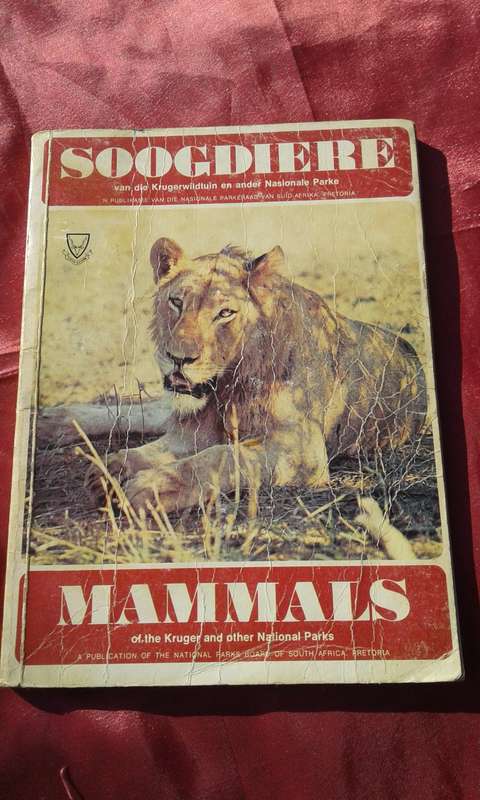 SOOGDIERE
van die Krugerwildtuin en ander Nasionale Parke
'N PUBLIKASIE VAN DIE NASIONALE PARKERAAD VAN SUID-AFRIKA, PRETORIA
MAMMALS
of the Kruger and other National Parks
A PUBLICATION OF THE NATIONAL PARKS BOARD OF SOUTH AFRICA, PRETORIA